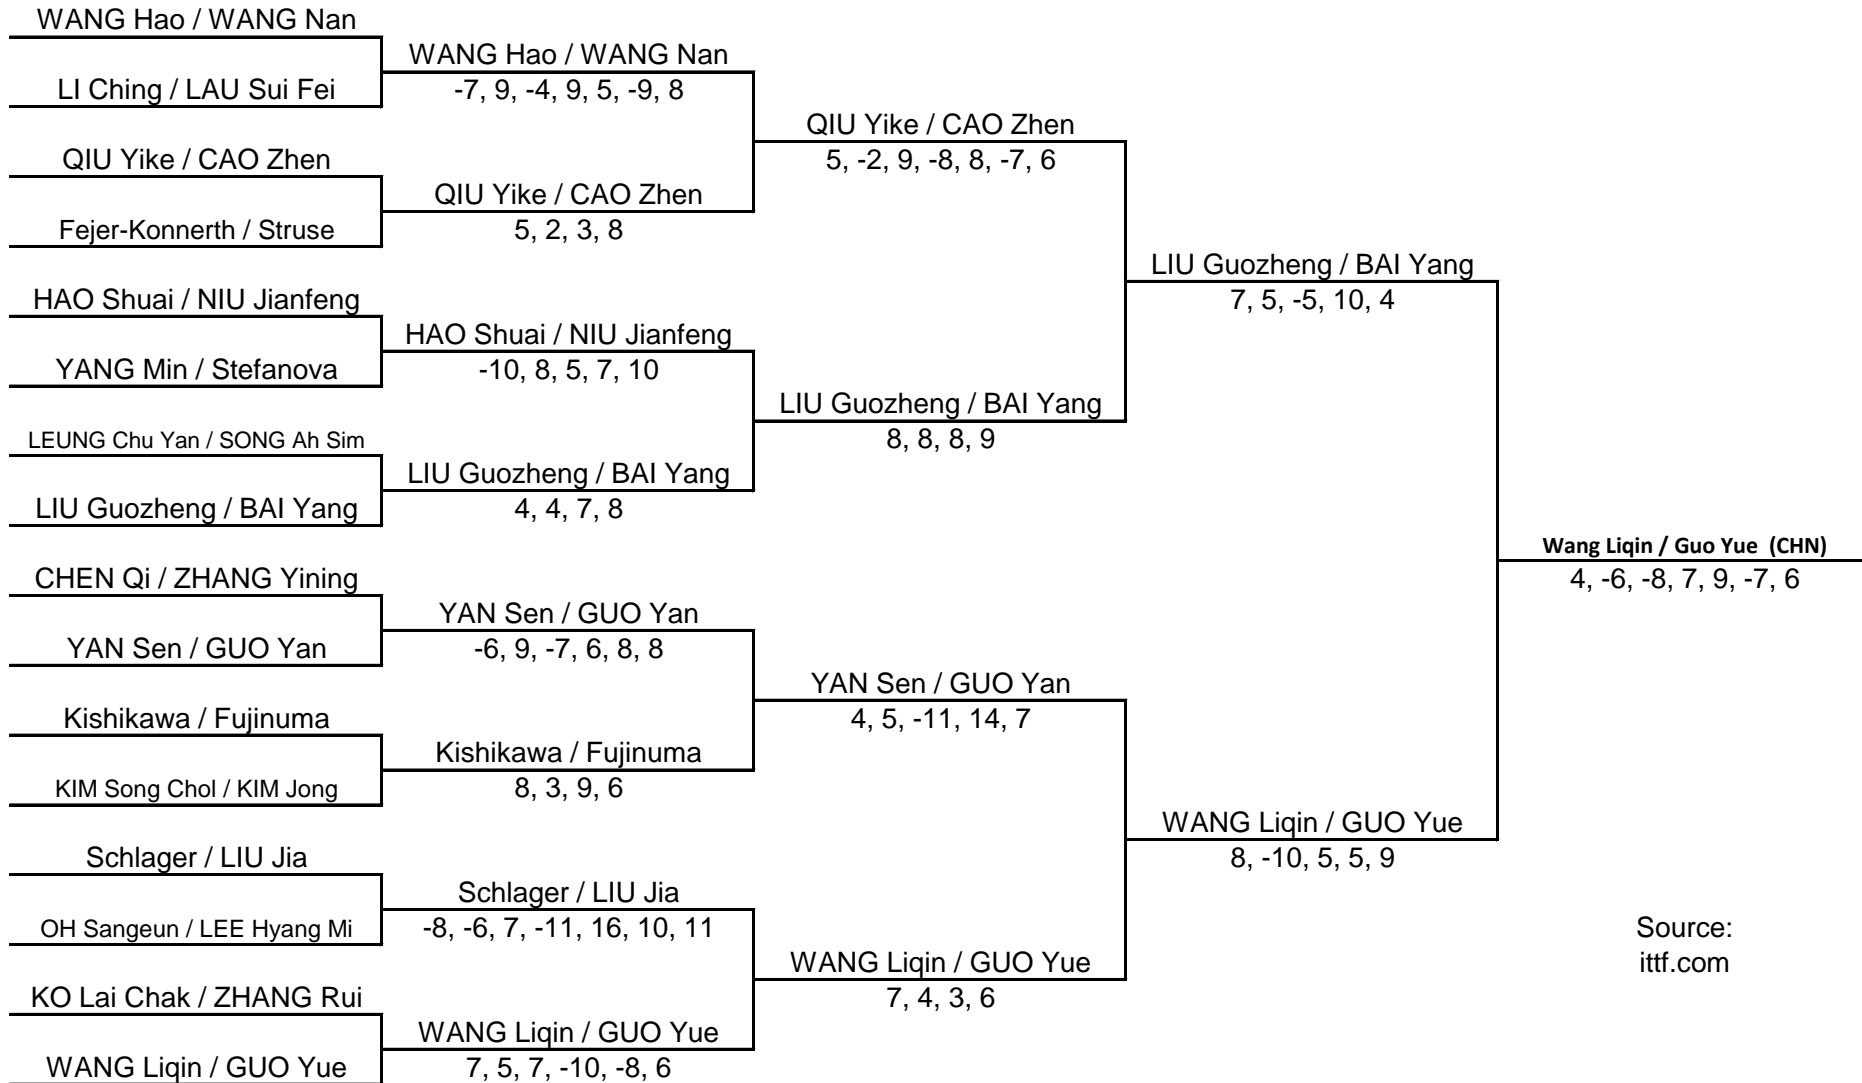 WANG Hao / WANG Nan
LI Ching / LAU Sui Fei
QIU Yike / CAO Zhen
Fejer-Konnerth / Struse
HAO Shuai / NIU Jianfeng
YANG Min / Stefanova
LEUNG Chu Yan / SONG Ah Sim
LIU Guozheng / BAI Yang
CHEN Qi / ZHANG Yining
YAN Sen / GUO Yan
Kishikawa / Fujinuma
KIM Song Chol / KIM Jong
Schlager / LIU Jia
OH Sangeun / LEE Hyang Mi
KO Lai Chak / ZHANG Rui
WANG Liqin / GUO Yue
WANG Hao / WANG Nan
-7, 9, -4, 9, 5, -9, 8
QIU Yike / CAO Zhen
5, 2, 3, 8
HAO Shuai / NIU Jianfeng
-10, 8, 5, 7, 10
LIU Guozheng / BAI Yang
4, 4, 7, 8
YAN Sen / GUO Yan
-6, 9, -7, 6, 8, 8
Kishikawa / Fujinuma
8, 3, 9, 6
Schlager / LIU Jia
-8, -6, 7, -11, 16, 10, 11
WANG Liqin / GUO Yue
7, 5, 7, -10, -8, 6
QIU Yike / CAO Zhen
5, -2, 9, -8, 8, -7, 6
LIU Guozheng / BAI Yang
8, 8, 8, 9
YAN Sen / GUO Yan
4, 5, -11, 14, 7
WANG Liqin / GUO Yue
7, 4, 3, 6
LIU Guozheng / BAI Yang
7, 5, -5, 10, 4
WANG Liqin / GUO Yue
8, -10, 5, 5, 9
Wang Liqin / Guo Yue (CHN)
4, -6, -8, 7, 9, -7, 6
Source:
ittf.com